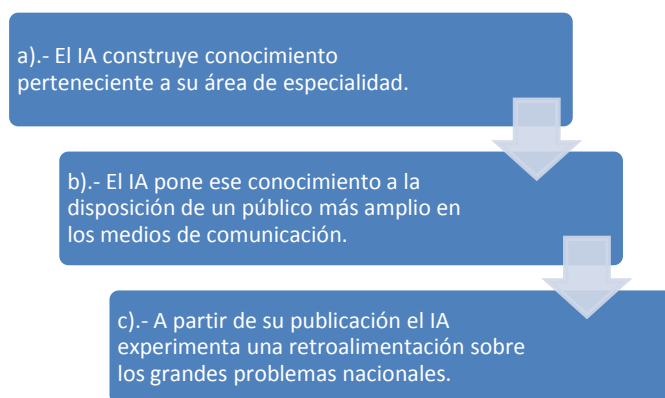 a).- El IA construye conocimiento
perteneciente a su área de especialidad.
b).- El IA pone ese conocimiento a la
disposición de un público más amplio en
los medios de comunicación.
c).- A partir de su publicación el IA
experimenta una retroalimentación sobre
los grandes problemas nacionales.